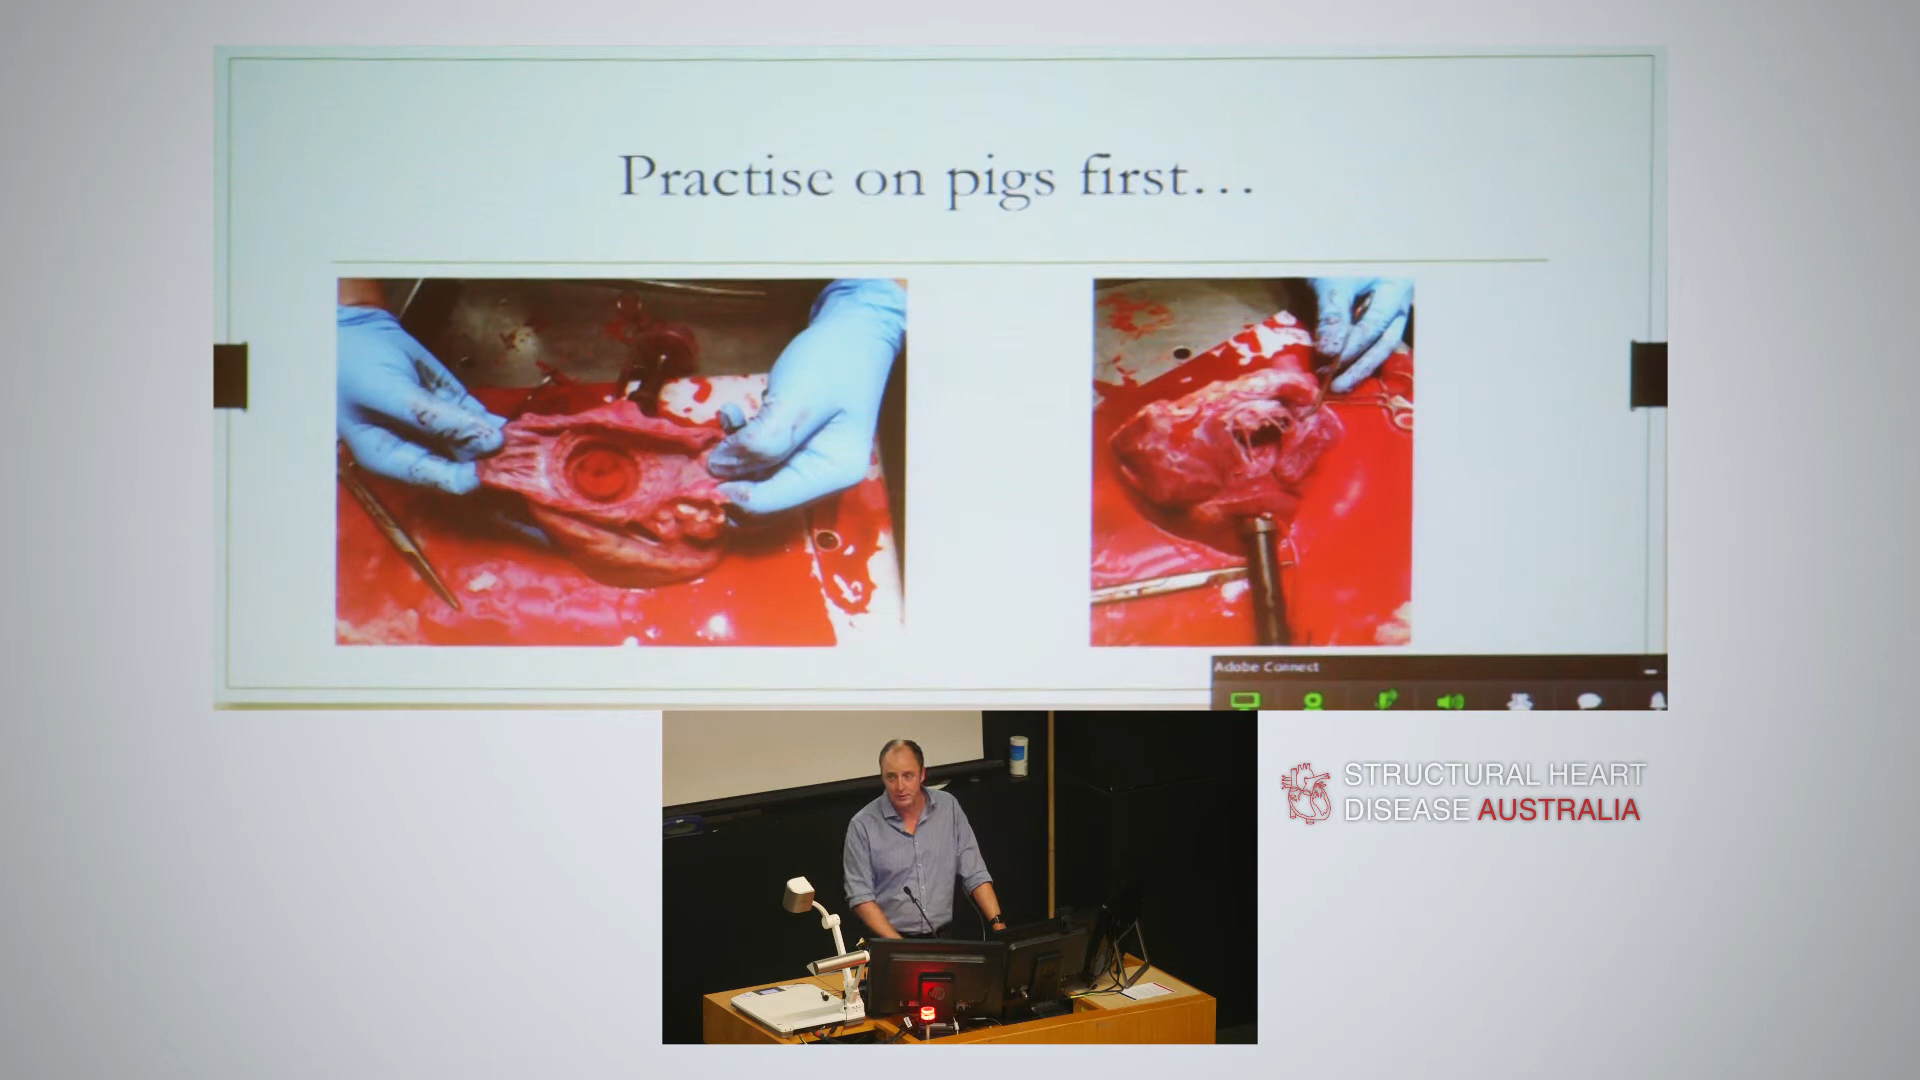 Practise on pigs first...
Adobe Connect
STRUCTURAL HEART
DISEASE AUSTRALIA